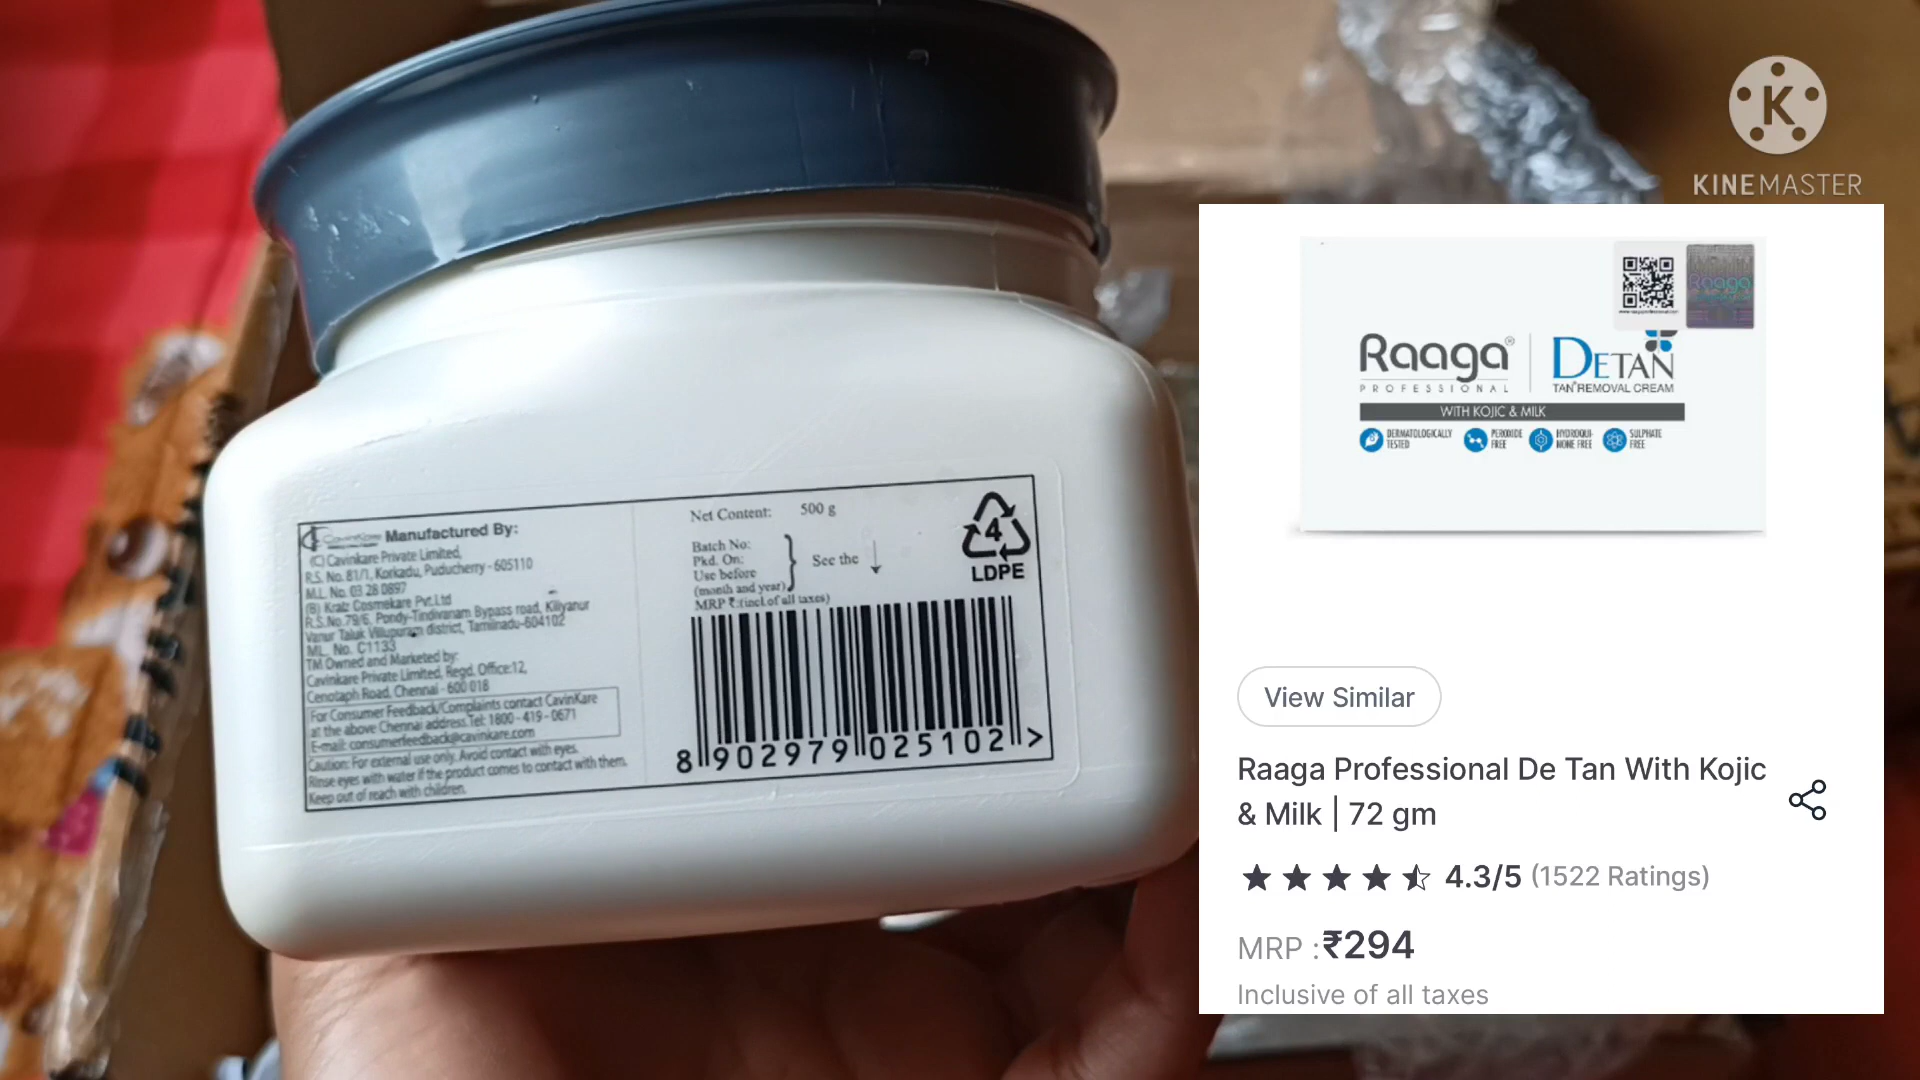 KINEMASTER
CavinKare
Manufactured By:
(C) Cavinkare Private Limited,
R.S. No. 81/1, Korkadu, Puducherry - 605110
M.L. No. 03 28 0897
(B) Kratz Cosmekare Pvt.Ltd
R.S.No.79/6, Pondy-Tindivanam Bypass road, Kiliyanur
Vanur Taluk Villupuram district, Tamilnadu-604102
ML. No. C1133
TM Owned and Marketed by:
Cavinkare Private Limited, Regd. Office:12,
Cenotaph Road, Chennai - 600 018
For Consumer Feedback/Complaints contact CavinKare
at the above Chennai address.Tel: 1800 - 419 - 0671
E-mail: consumerfeedback@cavinkare.com
Caution: For external use only. Avoid contact with eyes.
Rinse eyes with water if the product comes to contact with them.
Keep out of reach with children.
Net Content: 500 g
Batch No:
Pkd. On:
Use before
(month and year)
See the
MRP ₹:(incl.of all taxes)
4
LDPE
8 902979 025102 >
Raaga®
PROFESSIONAL
DETAN
TAN REMOVAL CREAM
WITH KOJIC & MILK
DERMATOLOGICALLY
TESTED
PEROXIDE
FREE
HYDROQUI-
NONE FREE
SULPHATE
FREE
View Similar
Raaga Professional De Tan With Kojic
& Milk | 72 gm
4.3/5 (1522 Ratings)
MRP :₹294
Inclusive of all taxes